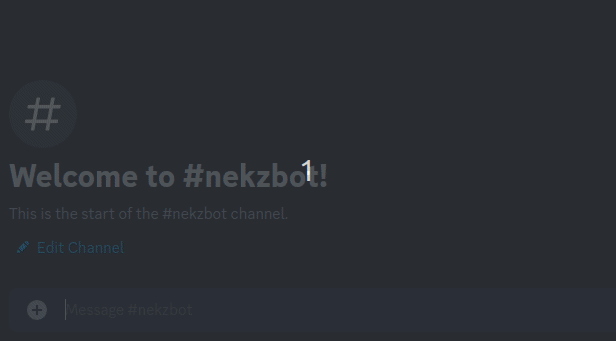 #
Welcome to #nekzbot!
1
This is the start of the #nekzbot channel.
Edit Channel
Message #nekzbot